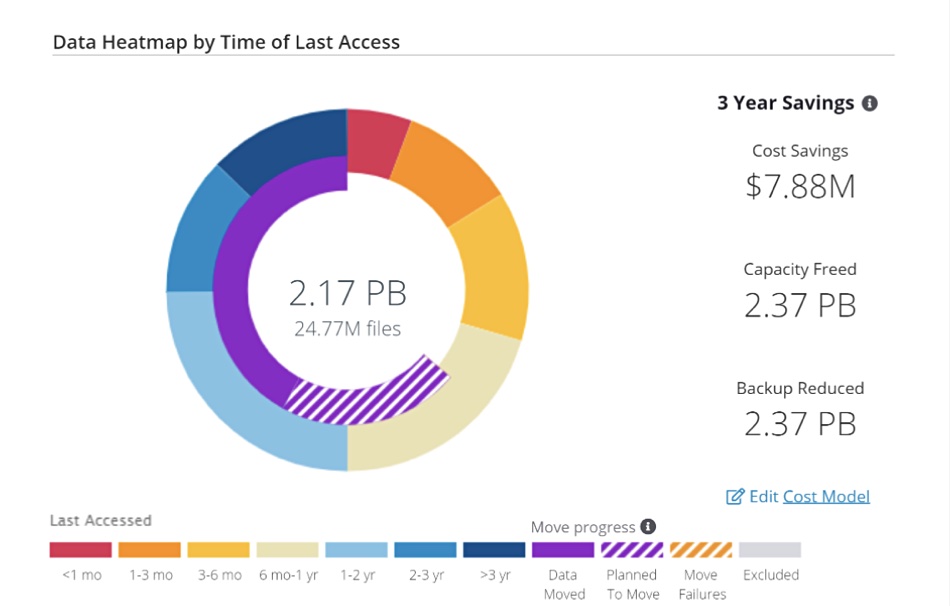 Data Heatmap by Time of Last Access
3 Year Savings
Cost Savings
$7.88M
Capacity Freed
2.37 PB
Backup Reduced
2.37 PB
Edit Cost Model
2.17 PB
24.77M files
Last Accessed
<1 mo
1-3 mo
3-6 mo
6 mo-1 yr
1-2 yr
2-3 yr
>3 yr
Move progress
Data
Moved
Planned
To Move
Move
Failures
Excluded